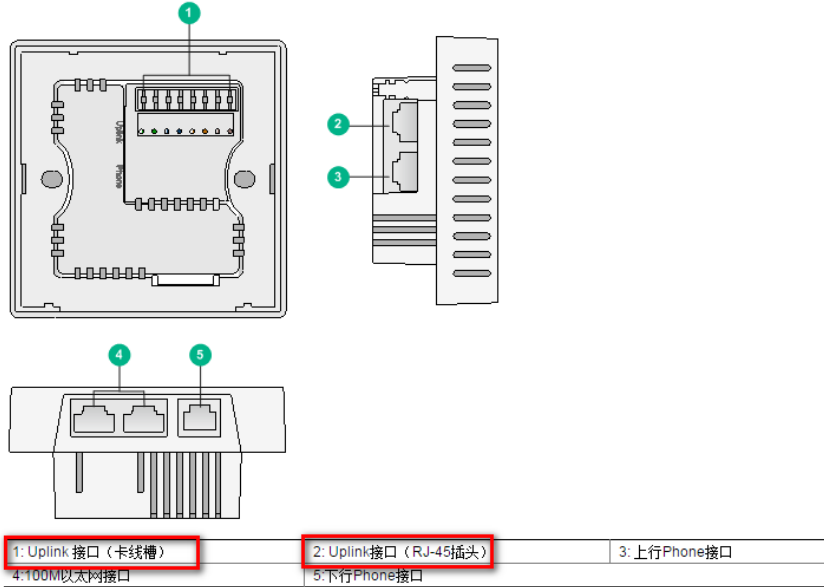 1
Uplink
Phone
2
3
4
5
1: Uplink 接口（卡线槽）
2: Uplink接口（RJ-45插头）
3: 上行Phone接口
4:100M以太网接口
5:下行Phone接口